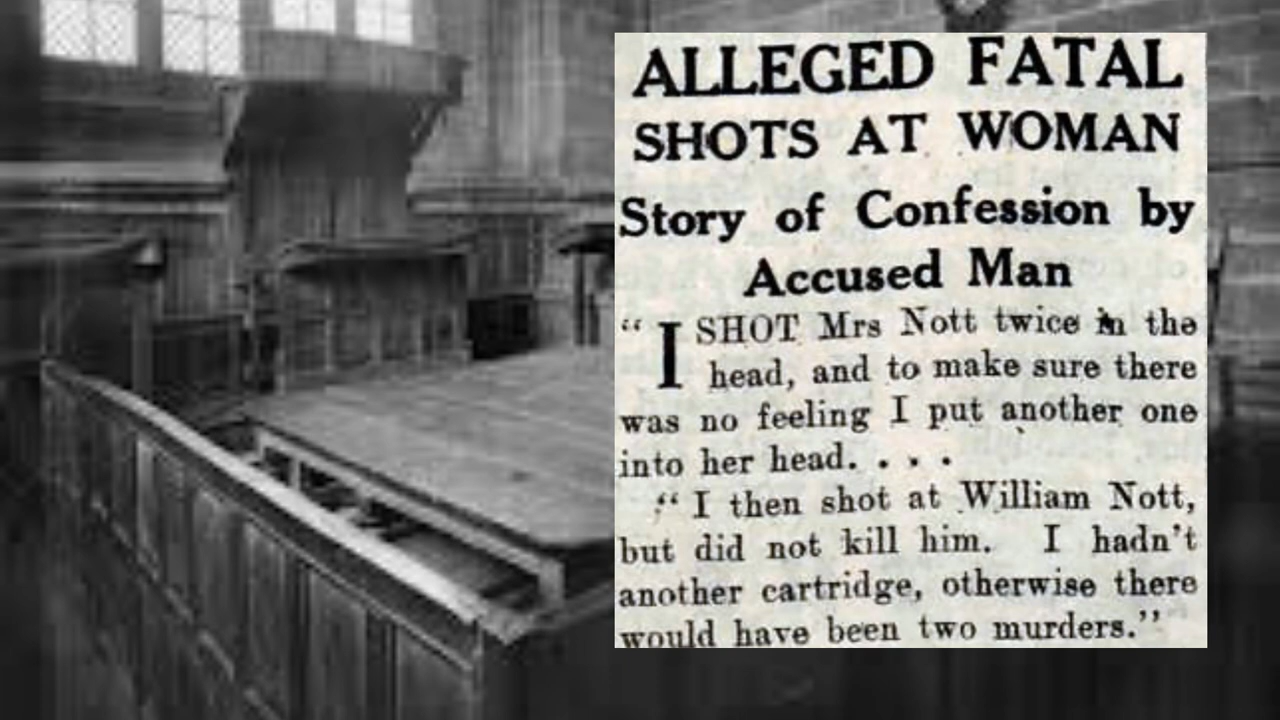 ALLEGED FATAL
SHOTS AT WOMAN
Story of Confession by
Accused Man
“I SHOT Mrs Nott twice in the
head, and to make sure there
was no feeling I put another one
into her head. . . .
“I then shot at William Nott,
but did not kill him. I hadn't
another cartridge, otherwise there
would have been two murders.”